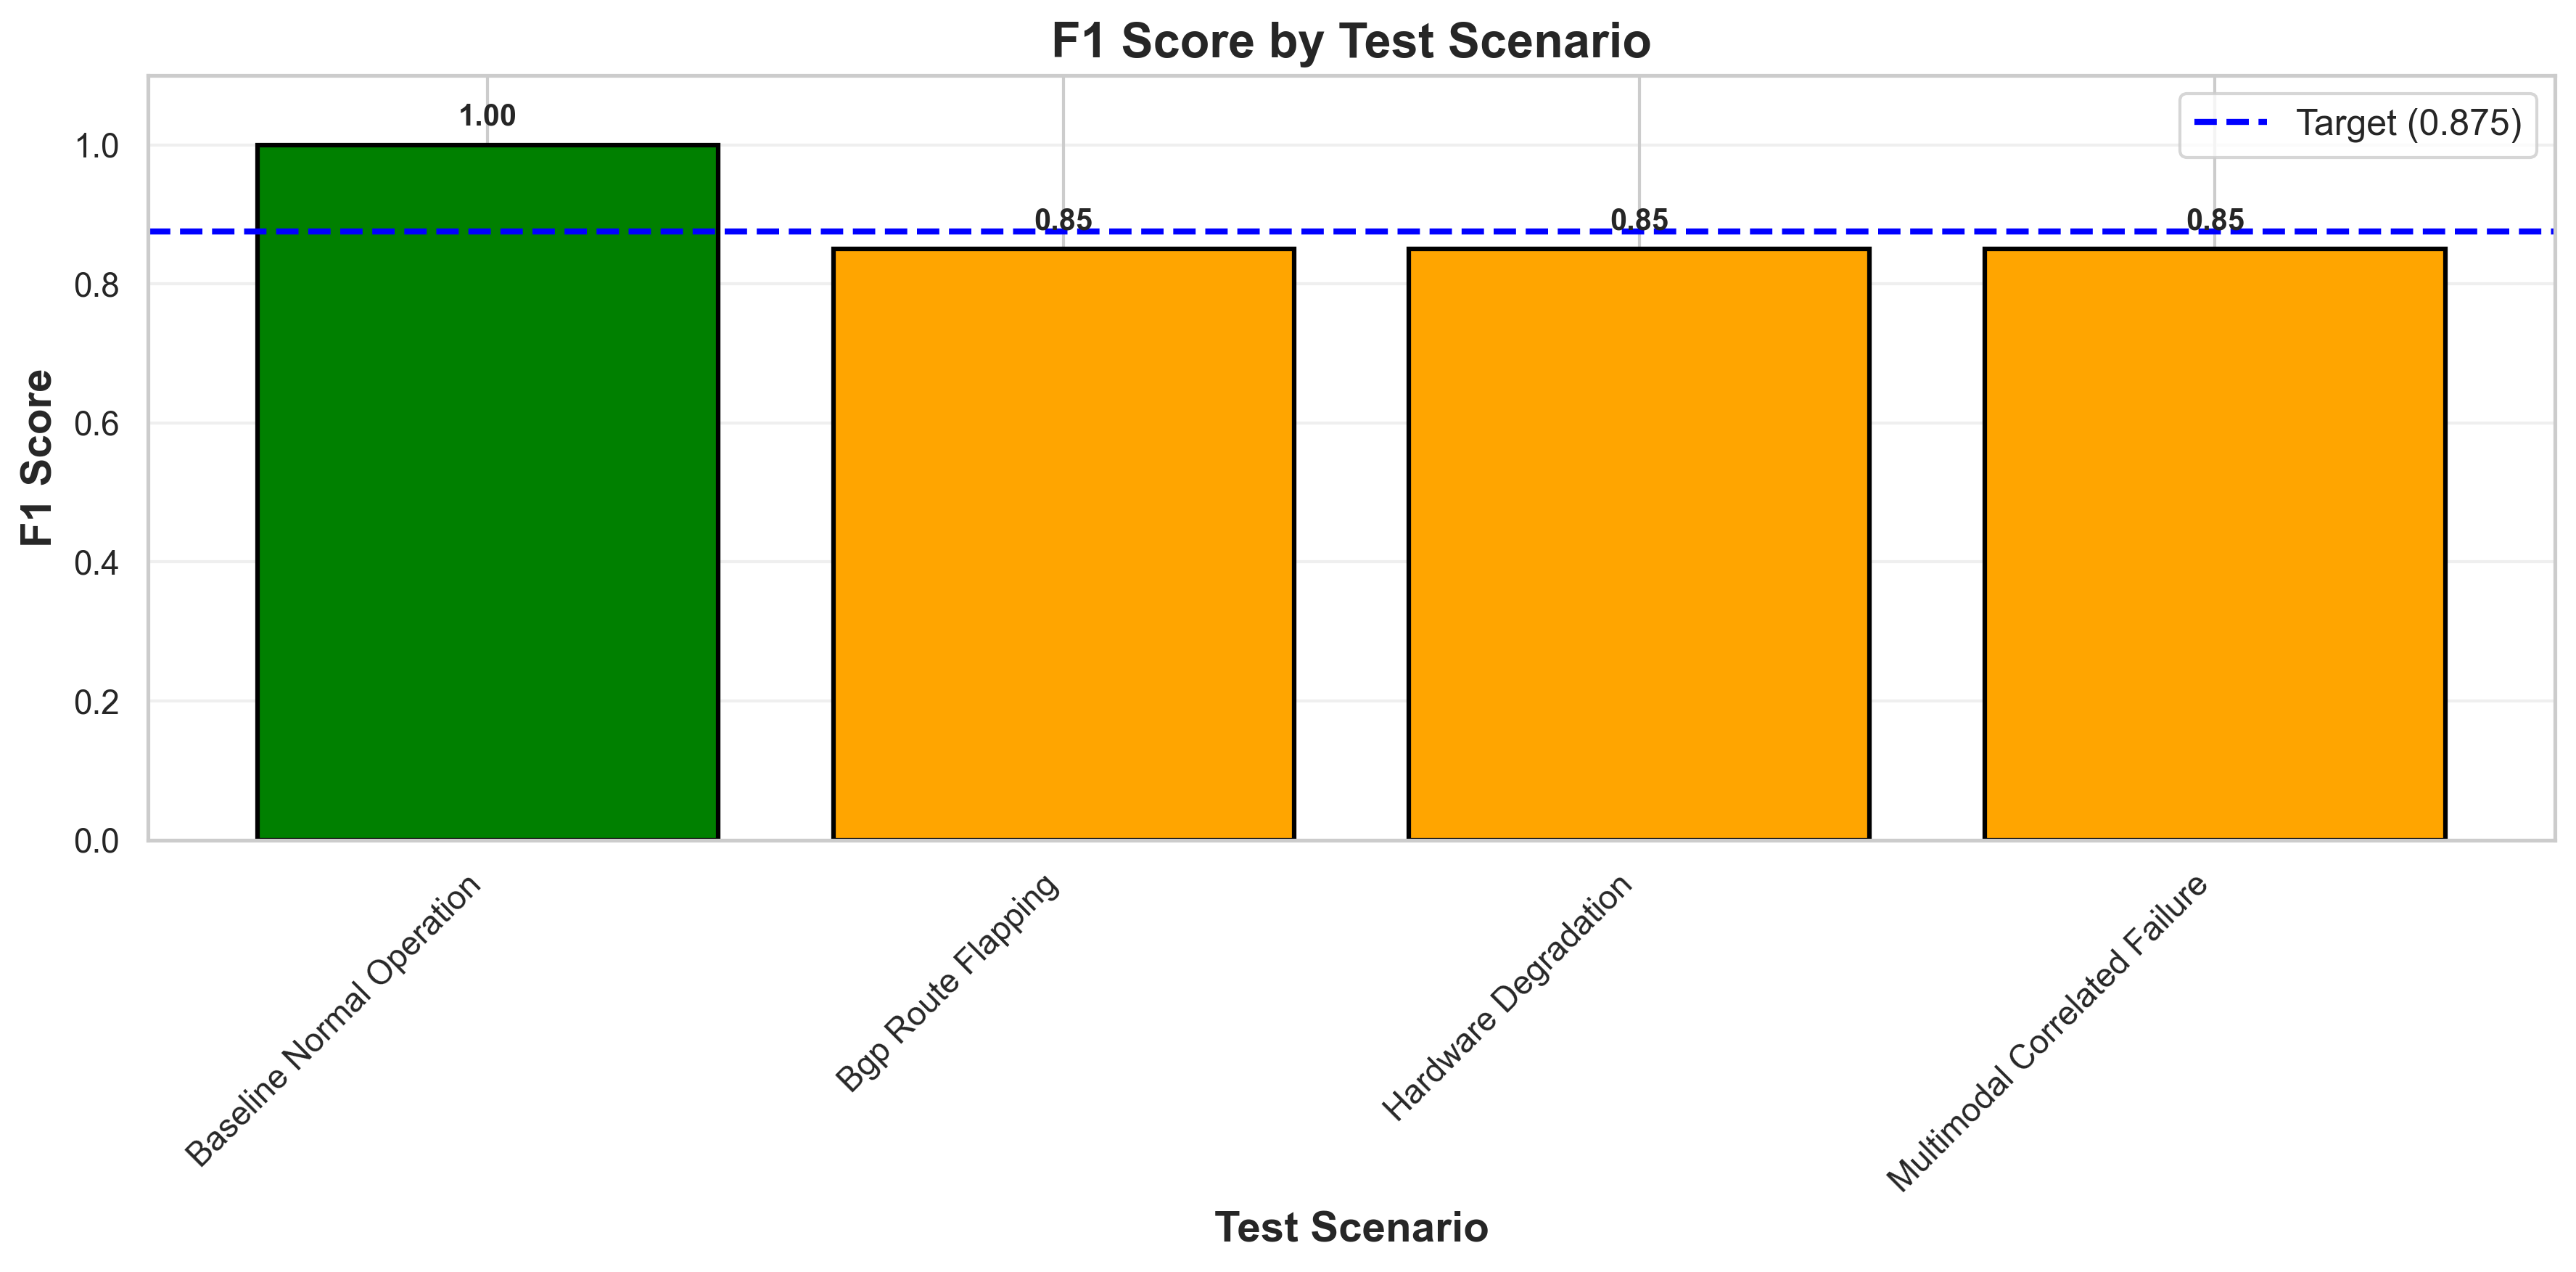 F1 Score by Test Scenario
Target (0.875)
1.00
0.85
0.85
0.85
F1 Score
1.0
0.8
0.6
0.4
0.2
0.0
Baseline Normal Operation
Bgp Route Flapping
Hardware Degradation
Multimodal Correlated Failure
Test Scenario